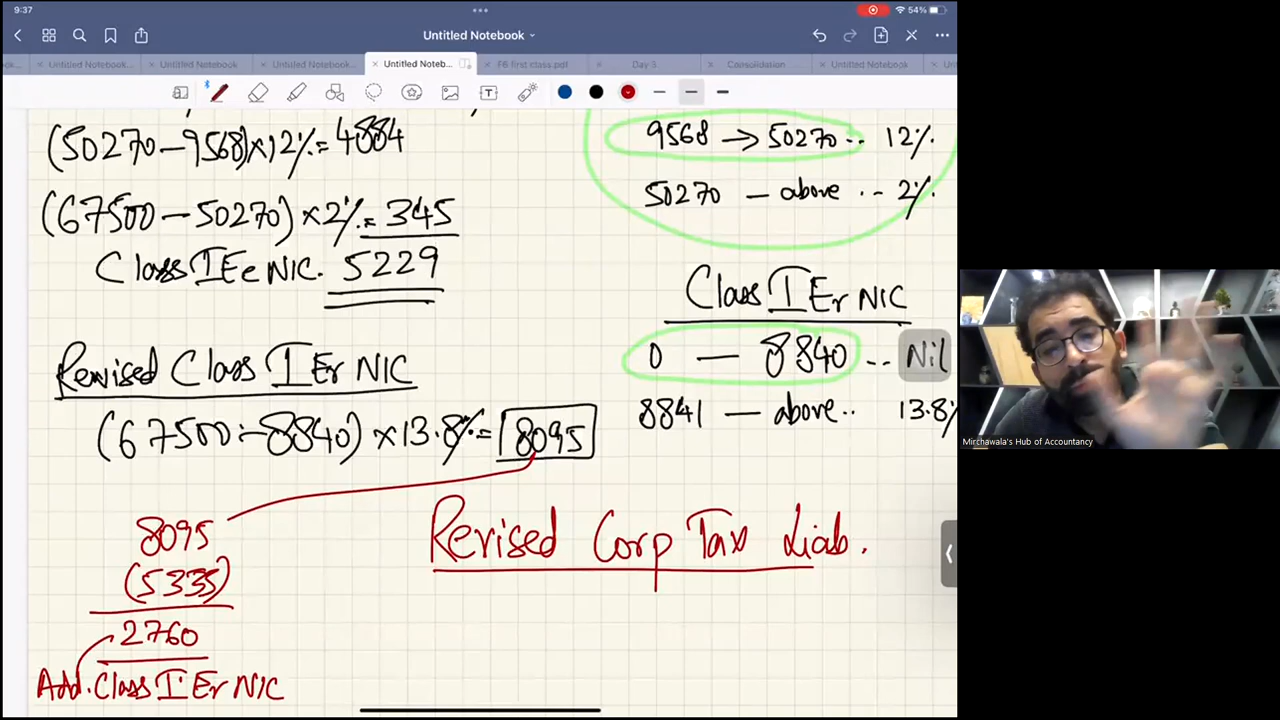 9:37
54%
Untitled Notebook
Untitled Notebook...
Untitled Notebook
Untitled Notebook...
Untitled Noteb...
F6 first class.pdf
Day 3
Consolidation
Untitled Notebook
(50270-9568)×12%=4884
(67500-50270)×2%=345
Class I Ee NIC. 5229
9568 → 50270.. 12%
50270 - above .. 2%
Class I Er NIC
0 - 8840 .. Nil
8841 - above.. 13.8%
Revised Class I Er NIC
(67500-8840)×13.8%= 8095
8095
(5335)
2760
Add. Class I Er NIC
Revised Corp Tax Liab.
Mirchawala's Hub of Accountancy